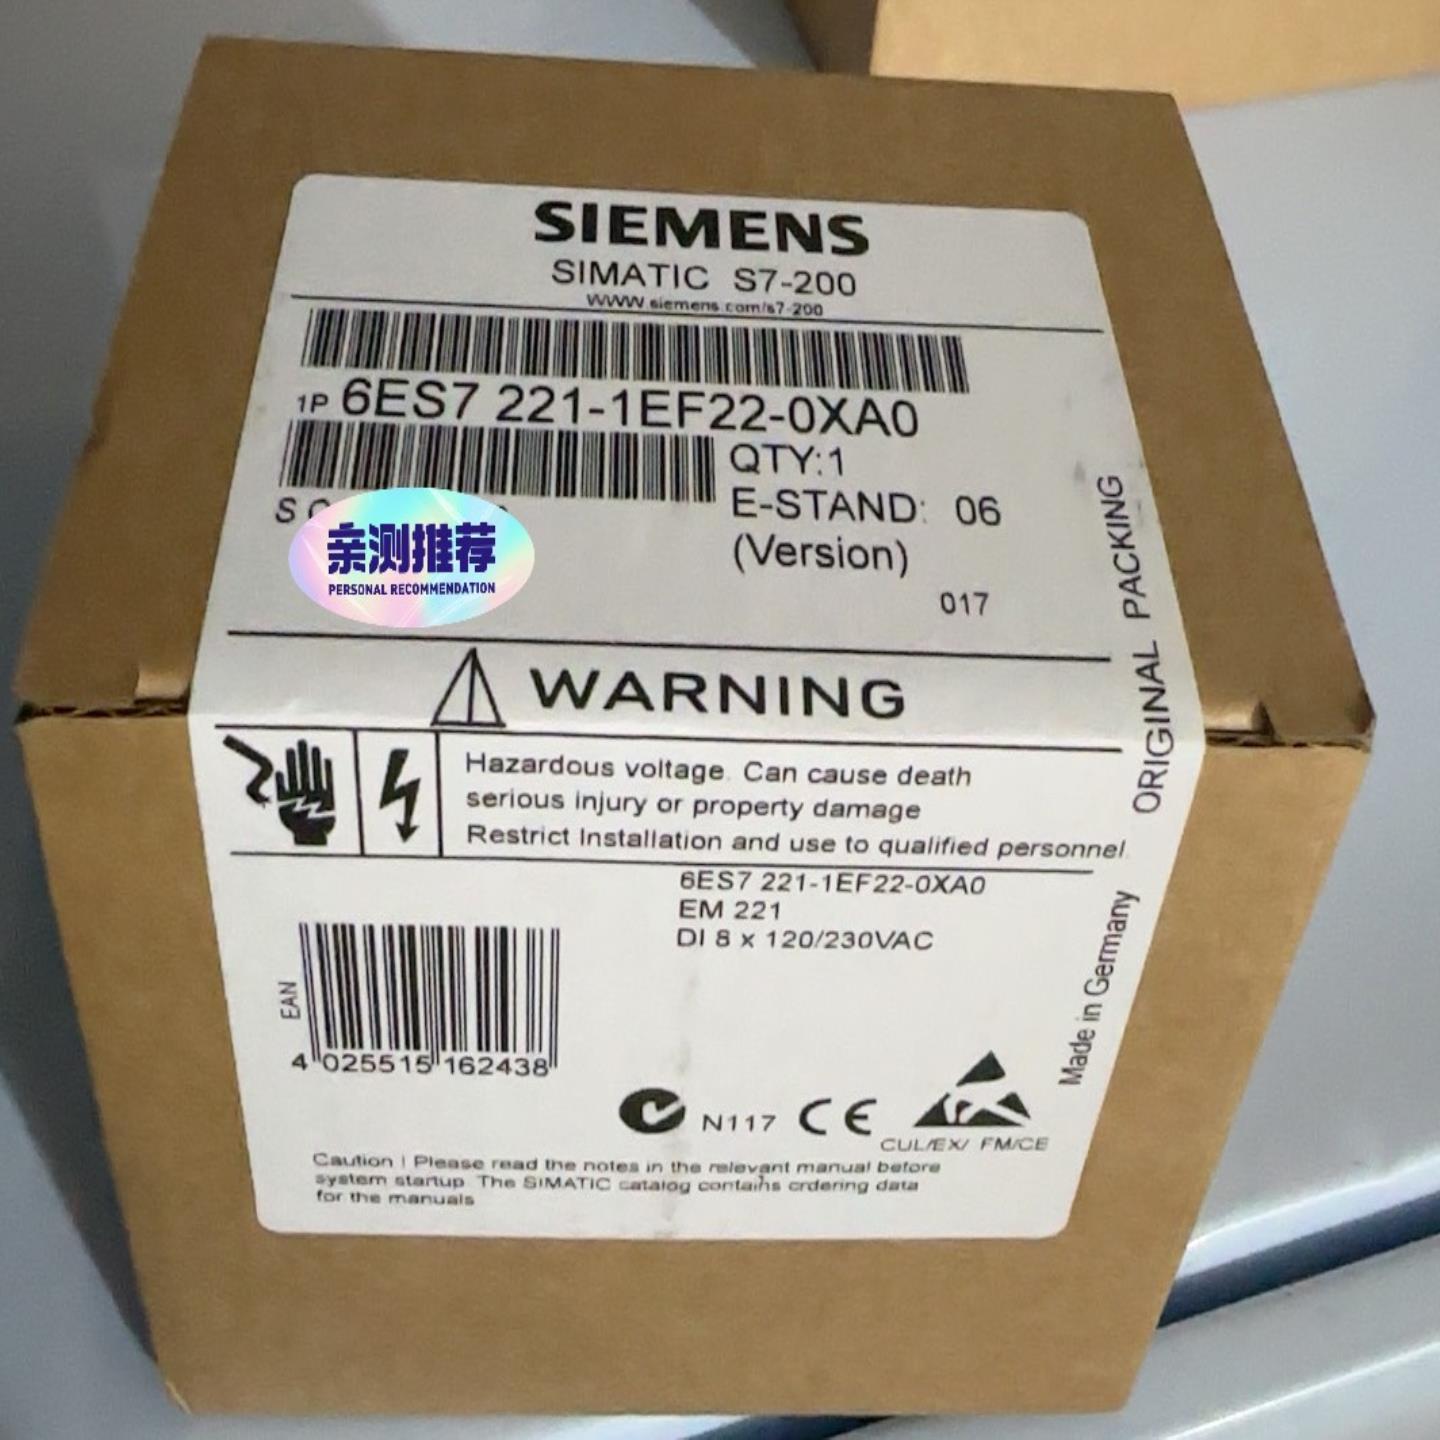 SIEMENS
SIMATIC S7-200
WWW.siemens.com/s7-200
1P 6ES7 221-1EF22-0XA0
QTY:1
S
E-STAND: 06
(Version)
亲测推荐
PERSONAL RECOMMENDATION
017
WARNING
Hazardous voltage. Can cause death
serious injury or property damage
Restrict Installation and use to qualified personnel.
6ES7 221-1EF22-0XA0
EM 221
DI 8 x 120/230VAC
EAN
4 025515 162438
N117 CE
CUL/EX/ FM/CE
Caution ! Please read the notes in the relevant manual before
system startup. The SIMATIC catalog contains ordering data
for the manuals
ORIGINAL PACKING
Made in Germany